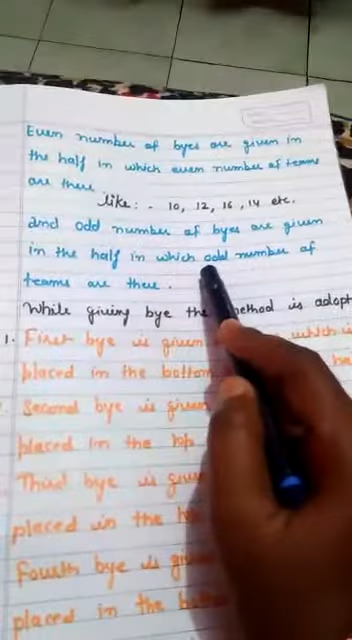 Even number of byes are given in
the half in which even number of teams
are there
like: - 10, 12, 16, 14 etc.
and odd number of byes are given
in the half in which odd number of
teams are there.
While giving bye the method is adopt
1. First bye is given which is
placed in the bottom
Second bye is given
placed in the top
Third bye is giv
placed in the
Fourth bye is gi
placed in the